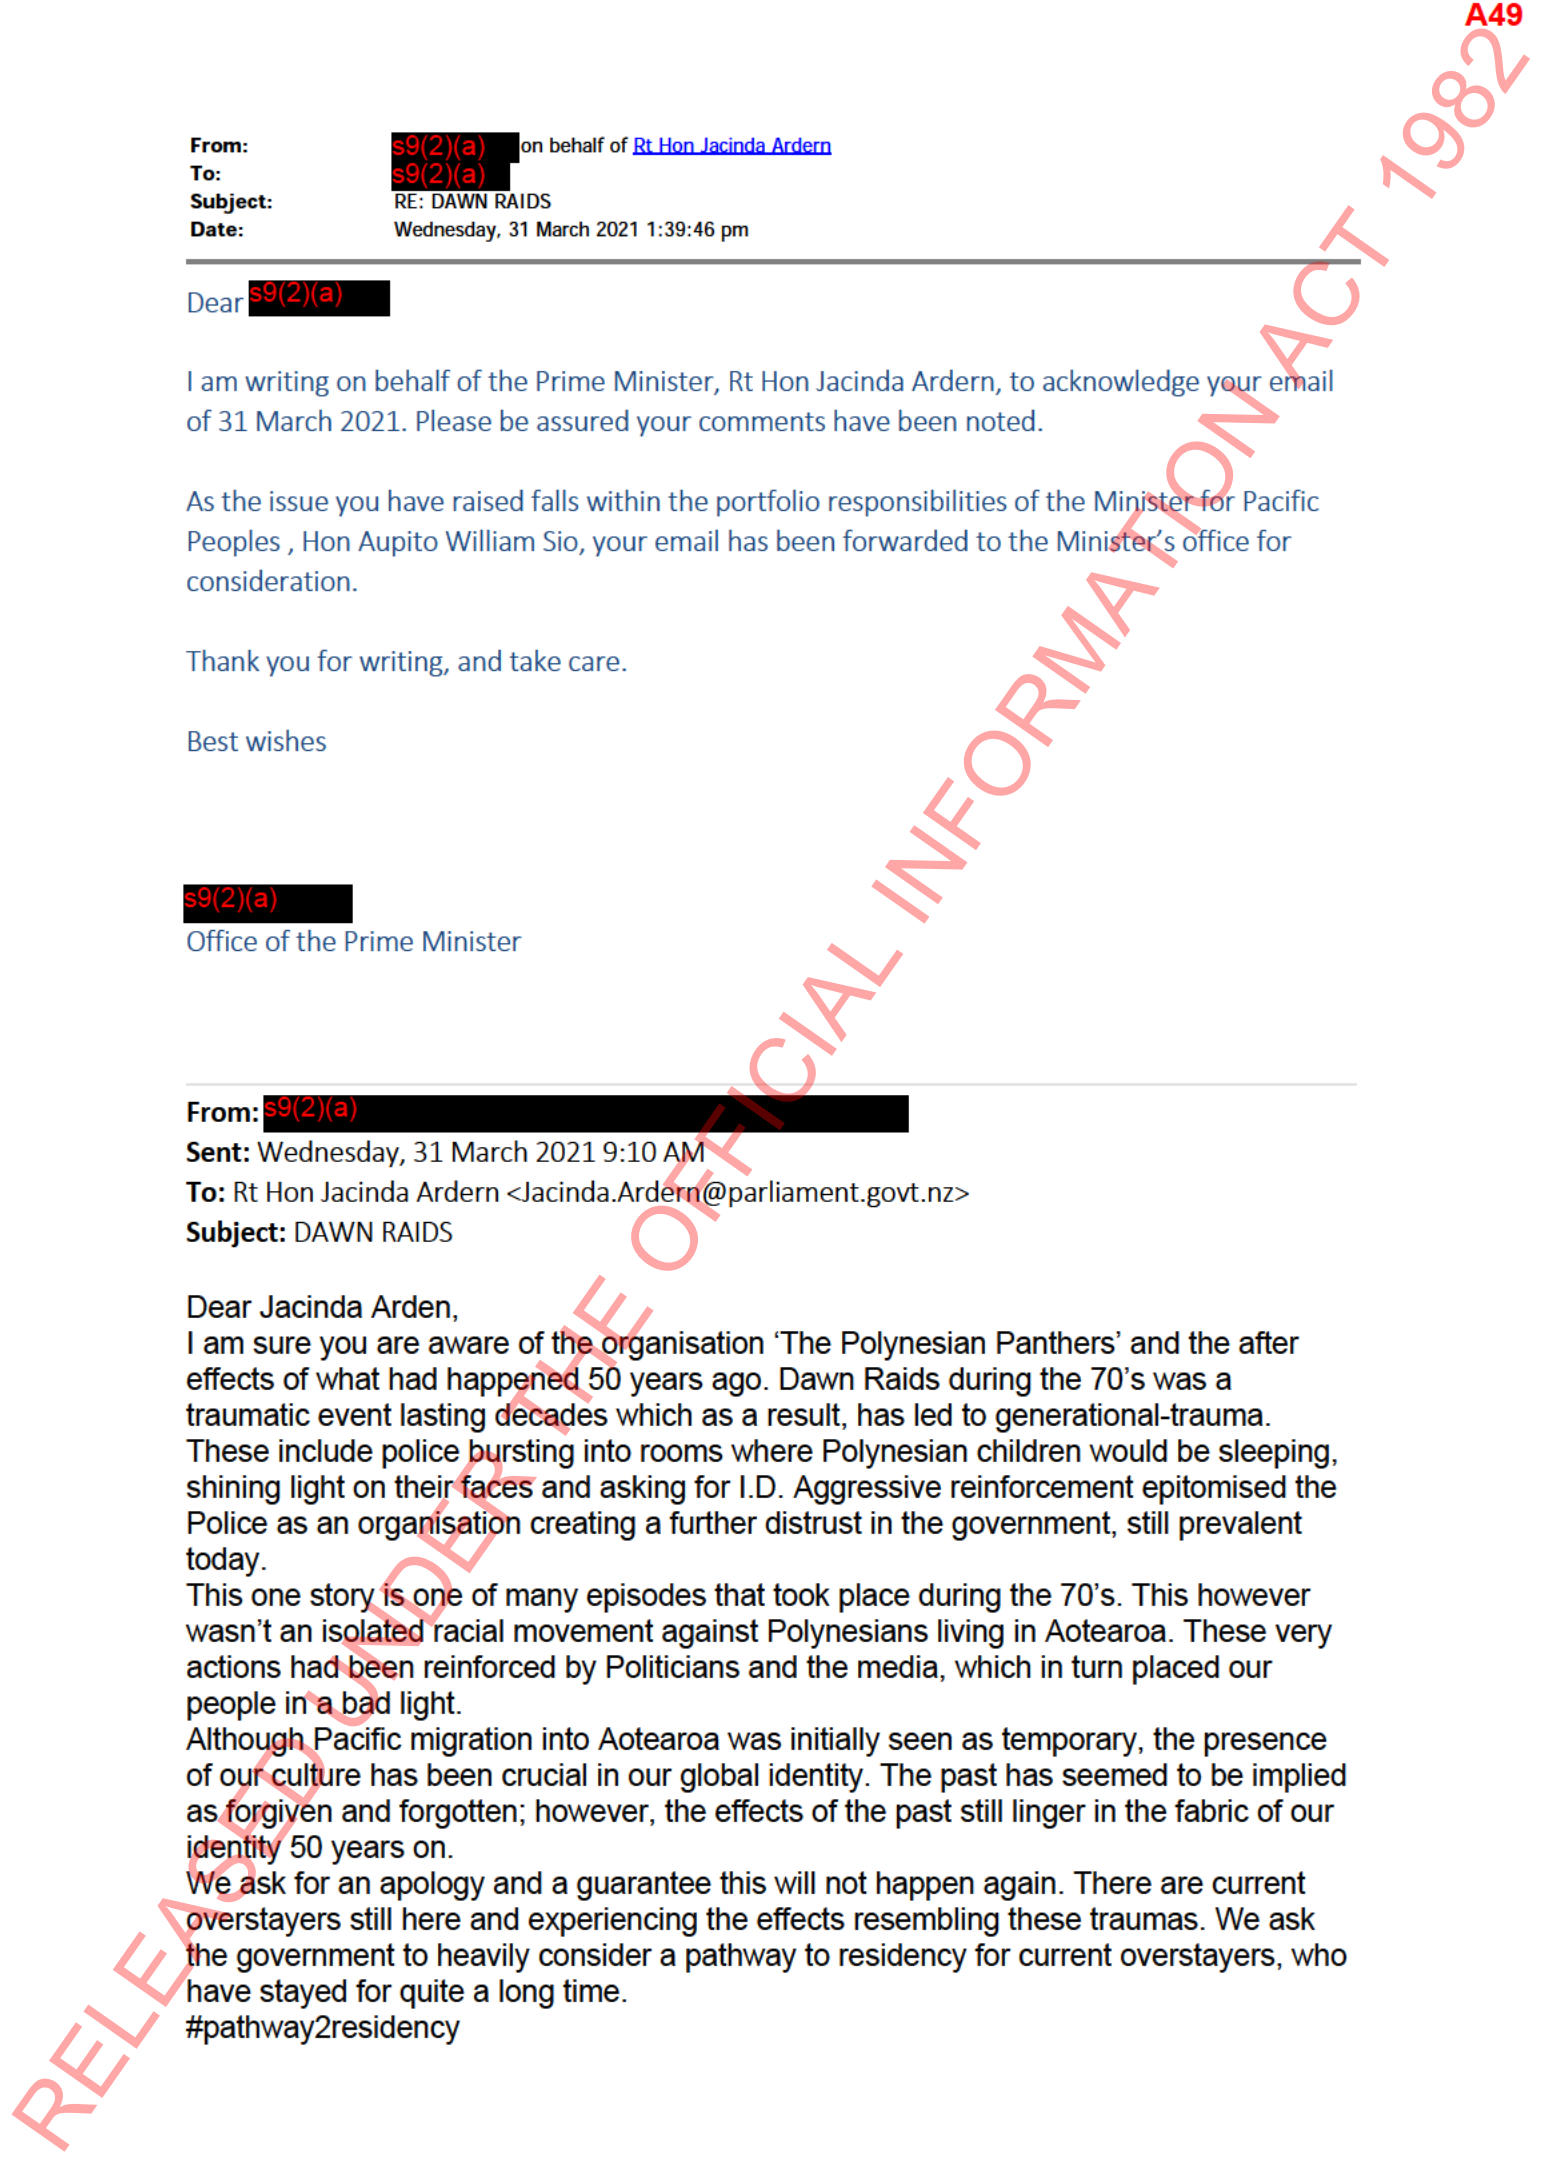 A49
From: s9(2)(a) on behalf of Rt Hon Jacinda Ardern
To: s9(2)(a)
Subject: RE: DAWN RAIDS
Date: Wednesday, 31 March 2021 1:39:46 pm
Dear s9(2)(a)
I am writing on behalf of the Prime Minister, Rt Hon Jacinda Ardern, to acknowledge your email
of 31 March 2021. Please be assured your comments have been noted.
As the issue you have raised falls within the portfolio responsibilities of the Minister for Pacific
Peoples , Hon Aupito William Sio, your email has been forwarded to the Minister’s office for
consideration.
Thank you for writing, and take care.
Best wishes
s9(2)(a)
Office of the Prime Minister
From: s9(2)(a)
Sent: Wednesday, 31 March 2021 9:10 AM
To: Rt Hon Jacinda Ardern <Jacinda.Ardern@parliament.govt.nz>
Subject: DAWN RAIDS
Dear Jacinda Arden,
I am sure you are aware of the organisation ‘The Polynesian Panthers’ and the after
effects of what had happened 50 years ago. Dawn Raids during the 70’s was a
traumatic event lasting decades which as a result, has led to generational-trauma.
These include police bursting into rooms where Polynesian children would be sleeping,
shining light on their faces and asking for I.D. Aggressive reinforcement epitomised the
Police as an organisation creating a further distrust in the government, still prevalent
today.
This one story is one of many episodes that took place during the 70’s. This however
wasn’t an isolated racial movement against Polynesians living in Aotearoa. These very
actions had been reinforced by Politicians and the media, which in turn placed our
people in a bad light.
Although Pacific migration into Aotearoa was initially seen as temporary, the presence
of our culture has been crucial in our global identity. The past has seemed to be implied
as forgiven and forgotten; however, the effects of the past still linger in the fabric of our
identity 50 years on.
We ask for an apology and a guarantee this will not happen again. There are current
overstayers still here and experiencing the effects resembling these traumas. We ask
the government to heavily consider a pathway to residency for current overstayers, who
have stayed for quite a long time.
#pathway2residency
RELEASED UNDER THE OFFICIAL INFORMATION ACT 1982